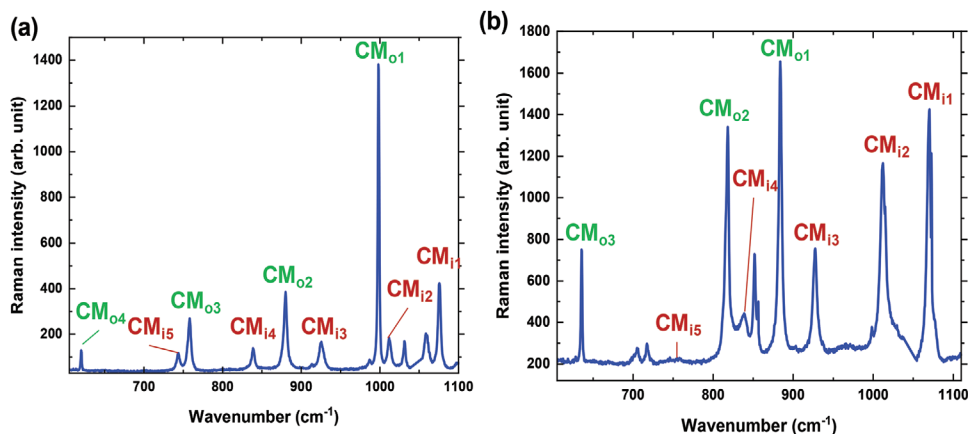 (a)
1400
1200
1000
800
600
400
200
Raman intensity (arb. unit)
CMo1
CMo2
CMo3
CMo4
CMi1
CMi2
CMi3
CMi4
CMi5
700 800 900 1000 1100
Wavenumber (cm-1)
(b)
1800
1600
1400
1200
1000
800
600
400
200
Raman intensity (arb. unit)
CMo1
CMi1
CMo2
CMi4
CMi2
CMi3
CMo3
CMi5
700 800 900 1000 1100
Wavenumber (cm-1)